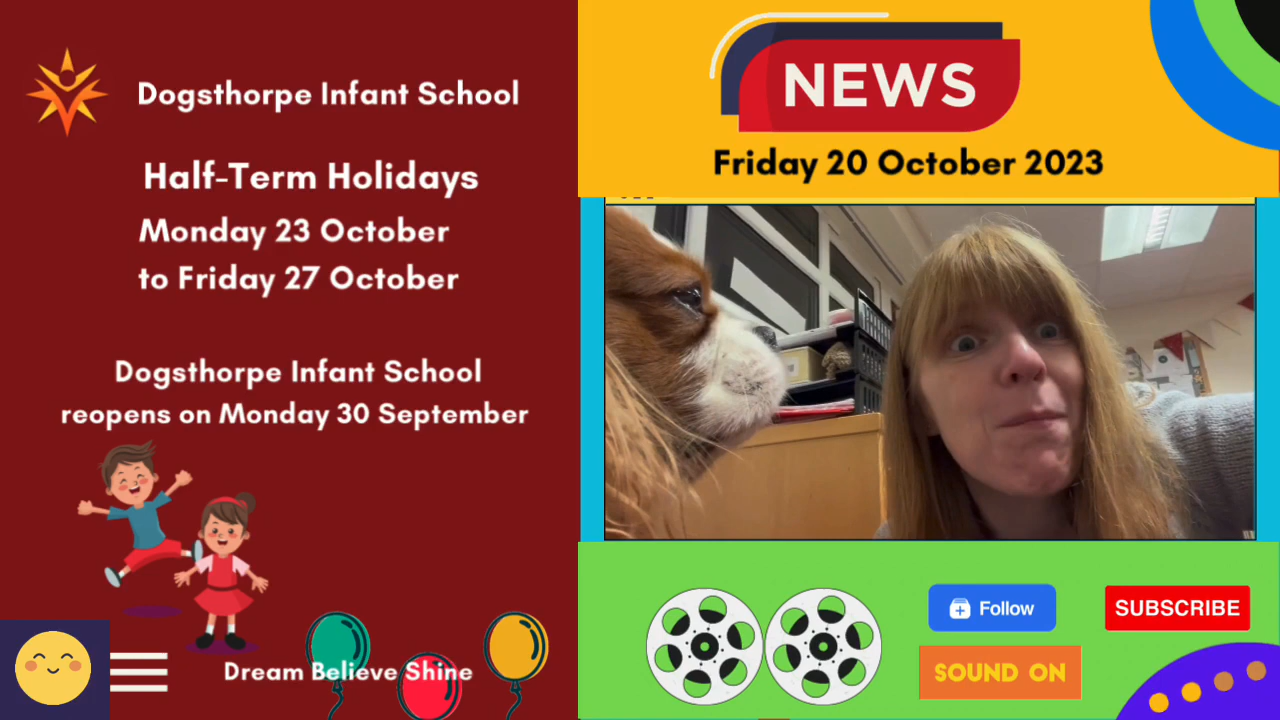 Dogsthorpe Infant School
Half-Term Holidays
Monday 23 October
to Friday 27 October
Dogsthorpe Infant School
reopens on Monday 30 September
Dream Believe Shine
NEWS
Friday 20 October 2023
Follow
SUBSCRIBE
SOUND ON